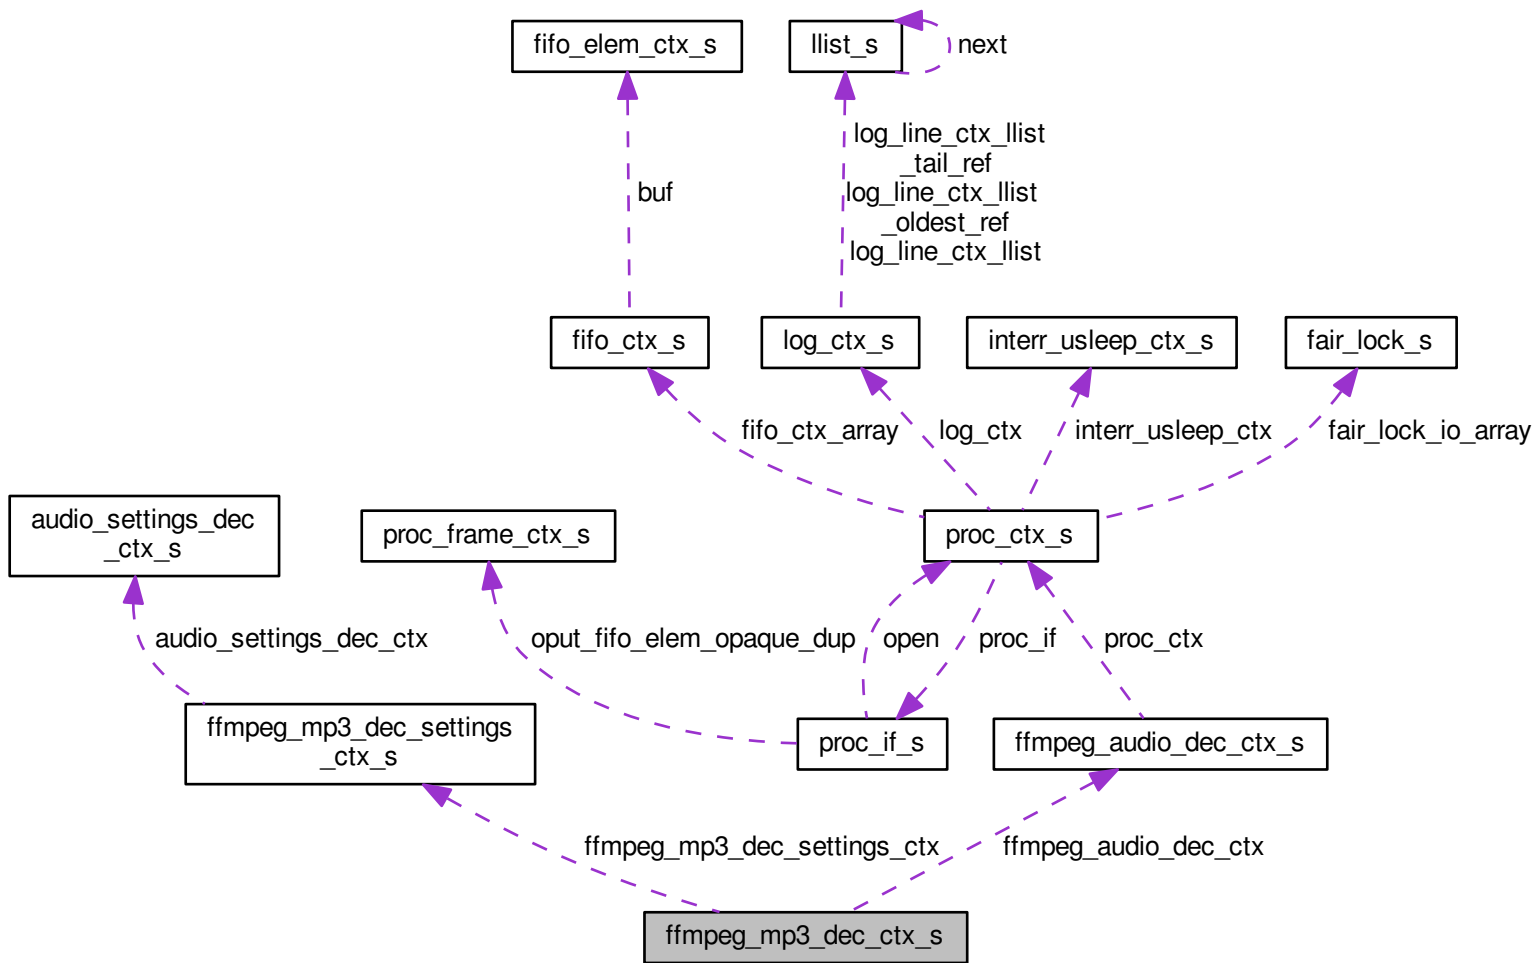 fifo_elem_ctx_s
llist_s
next
log_line_ctx_llist
_tail_ref
log_line_ctx_llist
_oldest_ref
log_line_ctx_llist
buf
fifo_ctx_s
log_ctx_s
interr_usleep_ctx_s
fair_lock_s
fifo_ctx_array
log_ctx
interr_usleep_ctx
fair_lock_io_array
audio_settings_dec
_ctx_s
proc_frame_ctx_s
proc_ctx_s
audio_settings_dec_ctx
oput_fifo_elem_opaque_dup
open
proc_if
proc_ctx
ffmpeg_mp3_dec_settings
_ctx_s
proc_if_s
ffmpeg_audio_dec_ctx_s
ffmpeg_mp3_dec_settings_ctx
ffmpeg_audio_dec_ctx
ffmpeg_mp3_dec_ctx_s